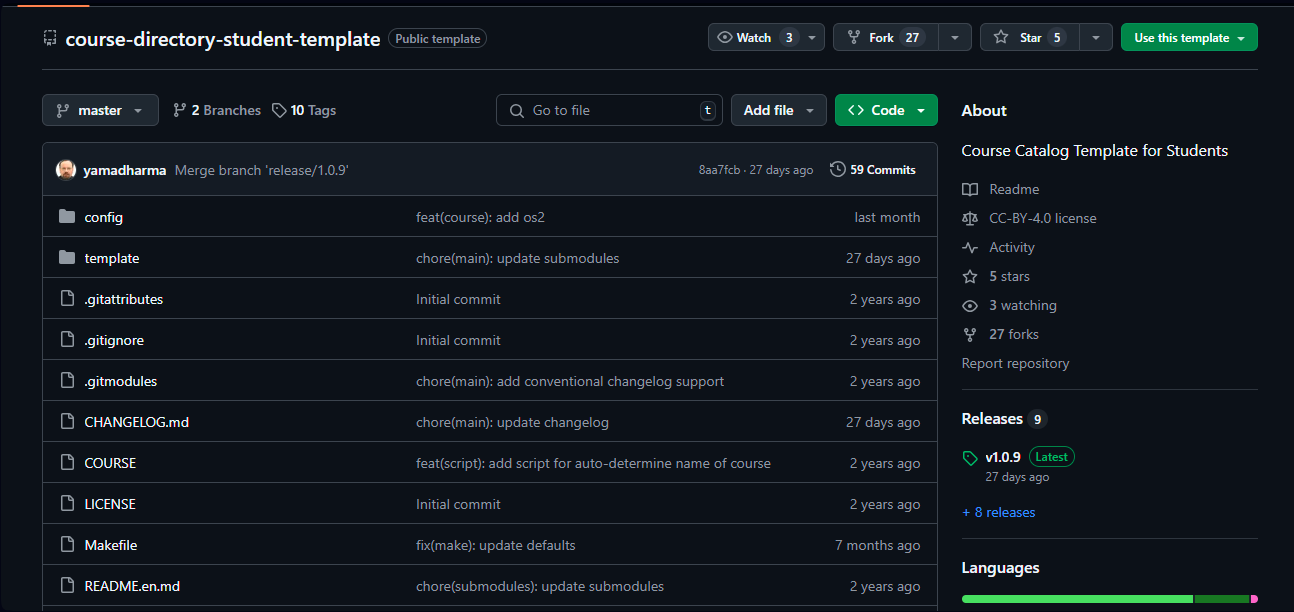 course-directory-student-template Public template Watch 3 Fork 27 Star 5 Use this template
master 2 Branches 10 Tags Go to file t Add file Code
yamadharma Merge branch 'release/1.0.9' 8aa7fcb · 27 days ago 59 Commits
config feat(course): add os2 last month
template chore(main): update submodules 27 days ago
.gitattributes Initial commit 2 years ago
.gitignore Initial commit 2 years ago
.gitmodules chore(main): add conventional changelog support 2 years ago
CHANGELOG.md chore(main): update changelog 27 days ago
COURSE feat(script): add script for auto-determine name of course 2 years ago
LICENSE Initial commit 2 years ago
Makefile fix(make): update defaults 7 months ago
README.en.md chore(submodules): update submodules 2 years ago
About
Course Catalog Template for Students
Readme
CC-BY-4.0 license
Activity
5 stars
3 watching
27 forks
Report repository
Releases 9
v1.0.9 Latest
27 days ago
+ 8 releases
Languages